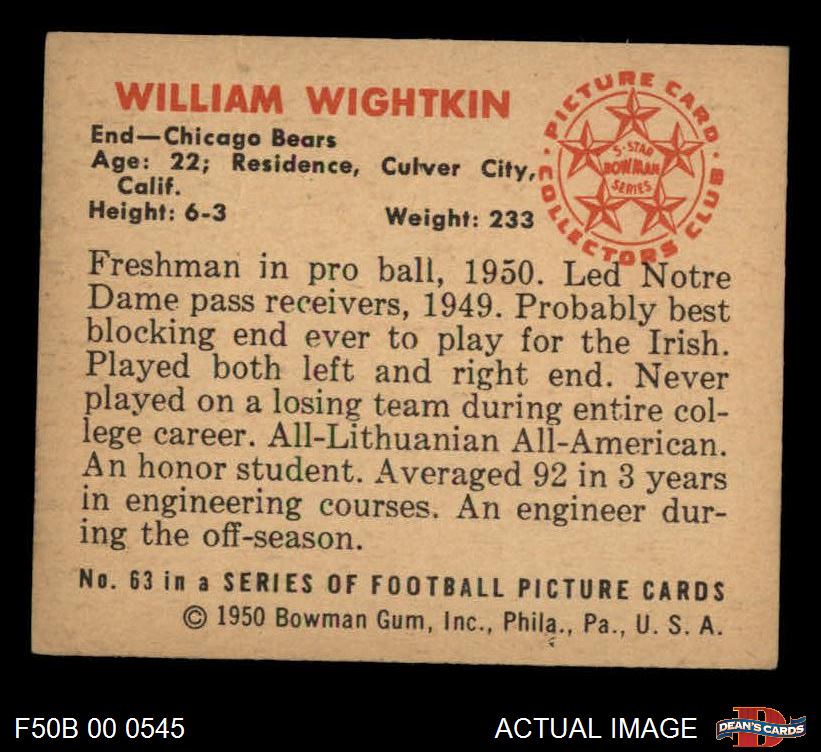 WILLIAM WIGHTKIN
End—Chicago Bears
Age: 22; Residence, Culver City,
Calif.
Height: 6-3 Weight: 233
PICTURE CARD
COLLECTORS CLUB
5-STAR
BOWMAN
SERIES
Freshman in pro ball, 1950. Led Notre
Dame pass receivers, 1949. Probably best
blocking end ever to play for the Irish.
Played both left and right end. Never
played on a losing team during entire col-
lege career. All-Lithuanian All-American.
An honor student. Averaged 92 in 3 years
in engineering courses. An engineer dur-
ing the off-season.
No. 63 in a SERIES OF FOOTBALL PICTURE CARDS
© 1950 Bowman Gum, Inc., Phila., Pa., U. S. A.
F50B 00 0545 ACTUAL IMAGE
D
DEAN'S CARDS